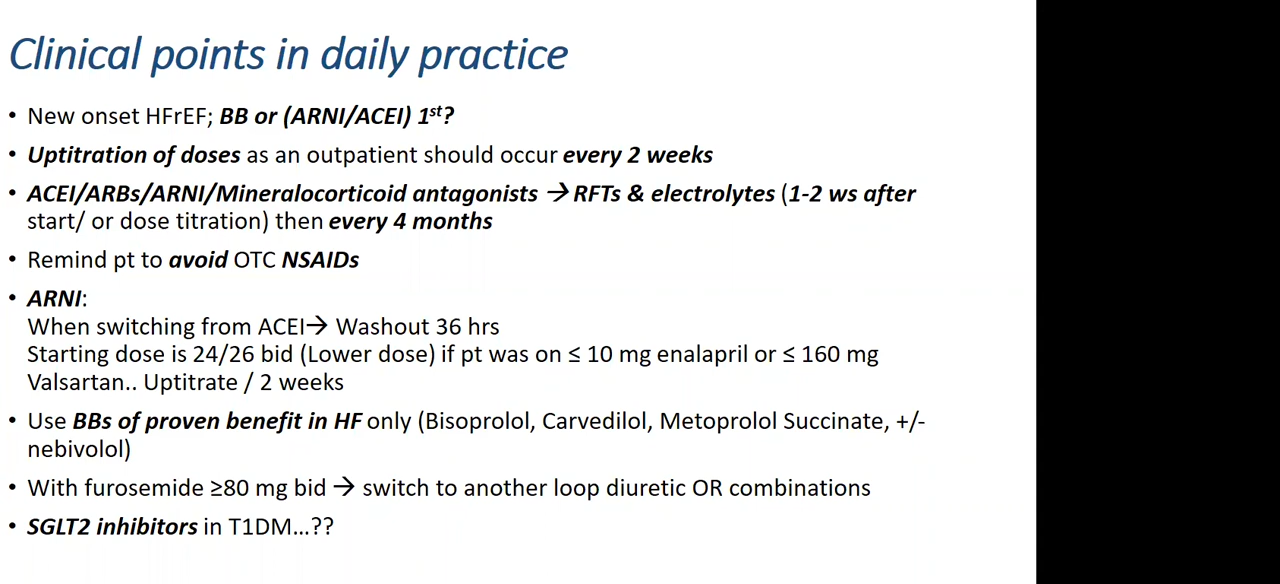 Clinical points in daily practice
• New onset HFrEF; BB or (ARNI/ACEI) 1st?
• Uptitration of doses as an outpatient should occur every 2 weeks
• ACEI/ARBs/ARNI/Mineralocorticoid antagonists → RFTs & electrolytes (1-2 ws after
start/ or dose titration) then every 4 months
• Remind pt to avoid OTC NSAIDs
• ARNI:
When switching from ACEI→ Washout 36 hrs
Starting dose is 24/26 bid (Lower dose) if pt was on ≤ 10 mg enalapril or ≤ 160 mg
Valsartan.. Uptitrate / 2 weeks
• Use BBs of proven benefit in HF only (Bisoprolol, Carvedilol, Metoprolol Succinate, +/-
nebivolol)
• With furosemide ≥80 mg bid → switch to another loop diuretic OR combinations
• SGLT2 inhibitors in T1DM...??